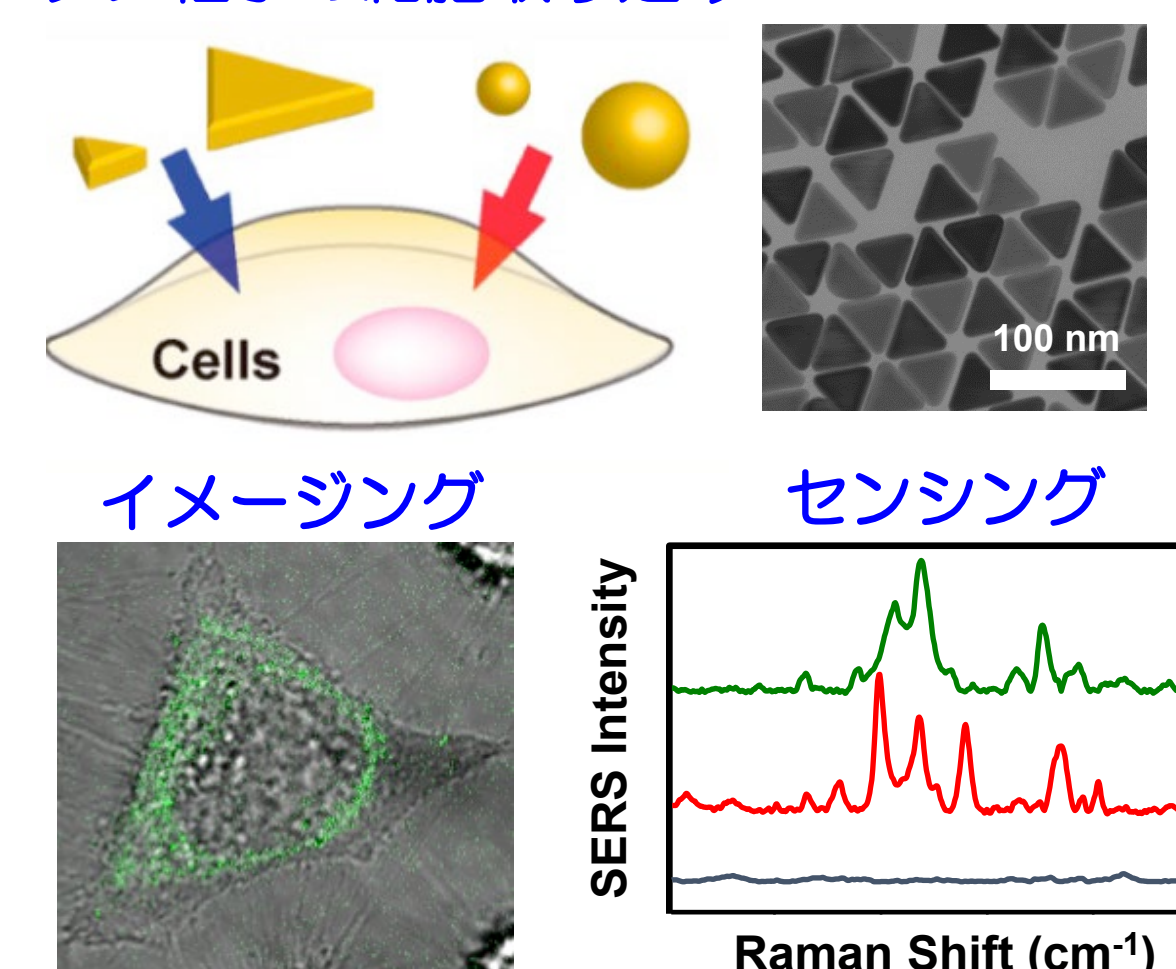 Cells
100 nm
イメージング
センシング
SERS Intensity
Raman Shift (cm-1)